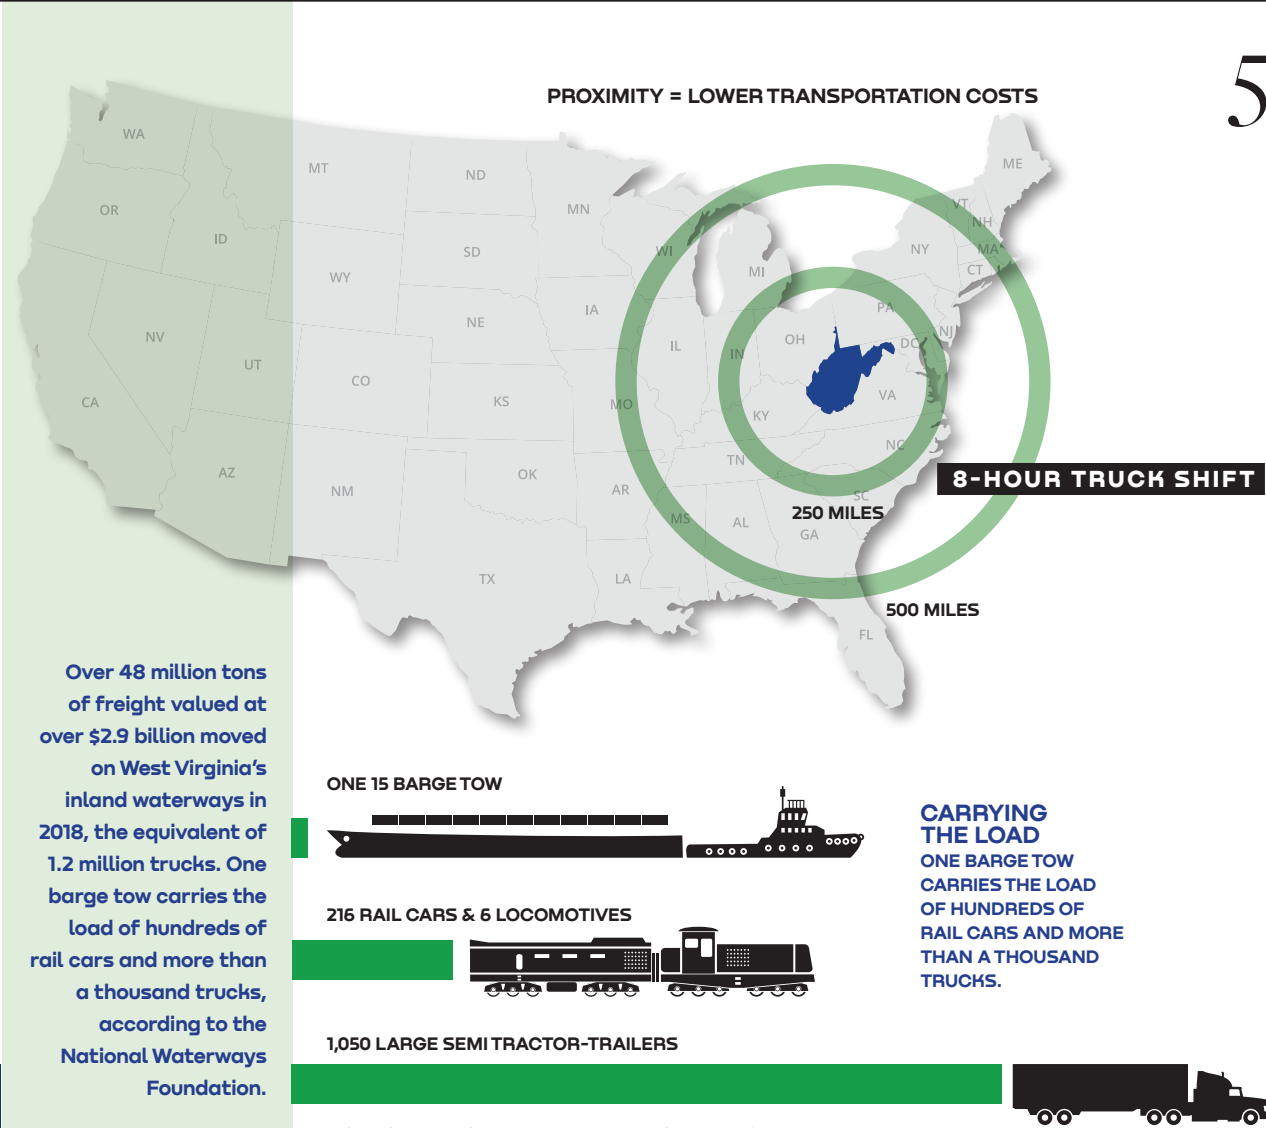 PROXIMITY = LOWER TRANSPORTATION COSTS
5
WA
OR
ID
MT
ND
MN
SD
WY
NE
IA
NV
UT
CO
KS
CA
AZ
NM
OK
TX
MO
AR
LA
WI
MI
IL
IN
OH
KY
TN
MS
AL
GA
SC
NC
VA
DC
PA
NJ
NY
CT
MA
VT
NH
ME
FL
8-HOUR TRUCK SHIFT
250 MILES
500 MILES
Over 48 million tons
of freight valued at
over $2.9 billion moved
on West Virginia's
inland waterways in
2018, the equivalent of
1.2 million trucks. One
barge tow carries the
load of hundreds of
rail cars and more than
a thousand trucks,
according to the
National Waterways
Foundation.
ONE 15 BARGE TOW
216 RAIL CARS & 6 LOCOMOTIVES
1,050 LARGE SEMI TRACTOR-TRAILERS
CARRYING
THE LOAD
ONE BARGE TOW
CARRIES THE LOAD
OF HUNDREDS OF
RAIL CARS AND MORE
THAN A THOUSAND
TRUCKS.